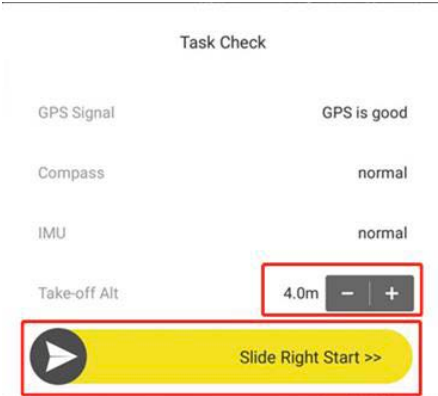 Task Check
GPS Signal GPS is good
Compass normal
IMU normal
Take-off Alt 4.0m - +
Slide Right Start >>